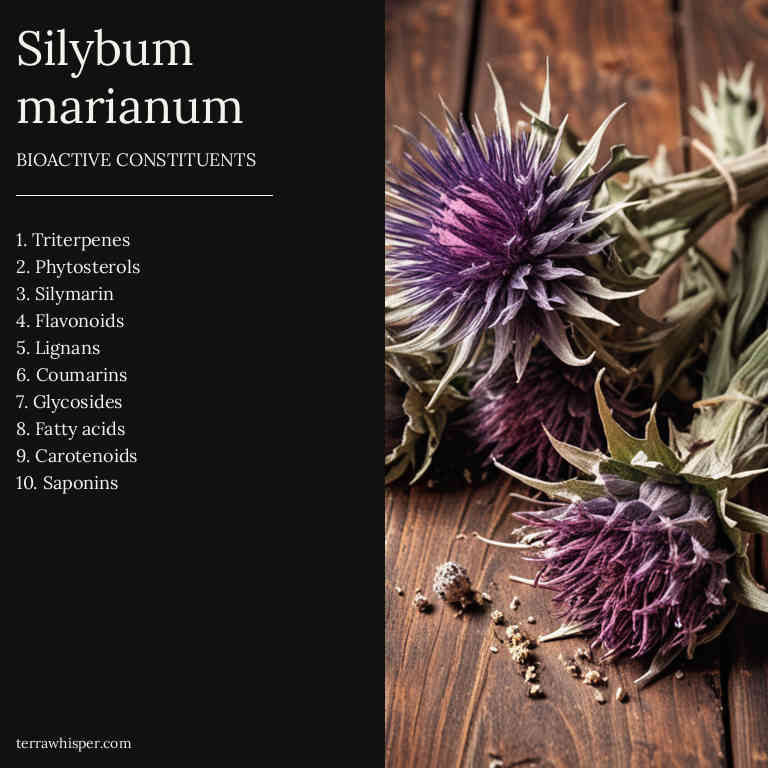 Silybum
marianum
BIOACTIVE CONSTITUENTS
1. Triterpenes
2. Phytosterols
3. Silymarin
4. Flavonoids
5. Lignans
6. Coumarins
7. Glycosides
8. Fatty acids
9. Carotenoids
10. Saponins
terrawhisper.com